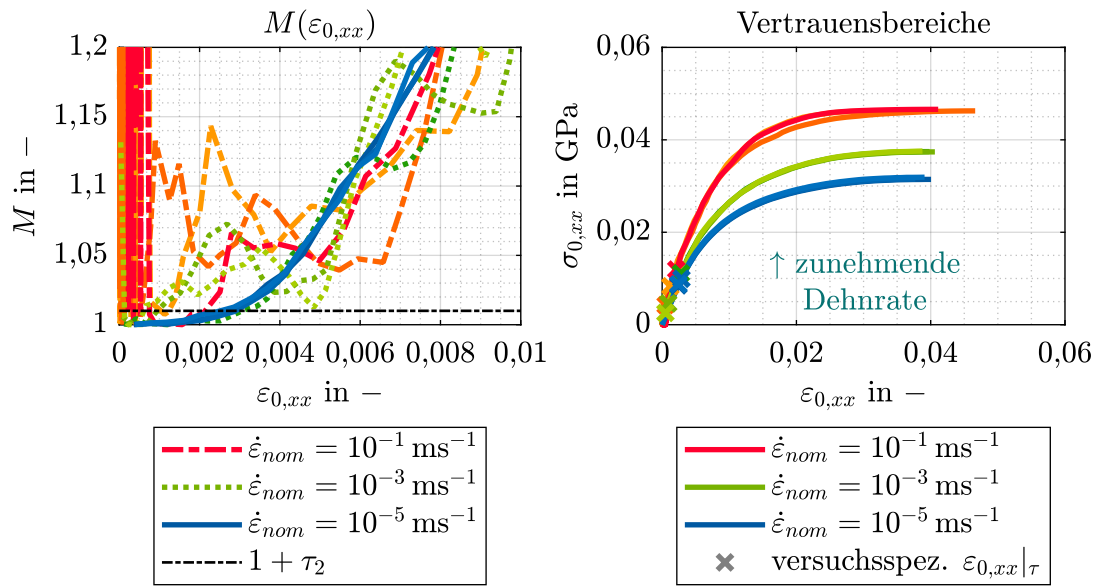 M(ε₀,ₓₓ)
1,2
1,15
1,1
1,05
1
M in −
0
0,002
0,004
0,006
0,008
0,01
ε₀,ₓₓ in −
ε̇ₙₒₘ = 10⁻¹ ms⁻¹
ε̇ₙₒₘ = 10⁻³ ms⁻¹
ε̇ₙₒₘ = 10⁻⁵ ms⁻¹
1 + τ₂
Vertrauensbereiche
0,06
0,04
0,02
0
σ₀,ₓₓ in GPa
↑ zunehmende
Dehnrate
0
0,02
0,04
0,06
ε₀,ₓₓ in −
ε̇ₙₒₘ = 10⁻¹ ms⁻¹
ε̇ₙₒₘ = 10⁻³ ms⁻¹
ε̇ₙₒₘ = 10⁻⁵ ms⁻¹
versuchsspez. ε₀,ₓₓ|τ